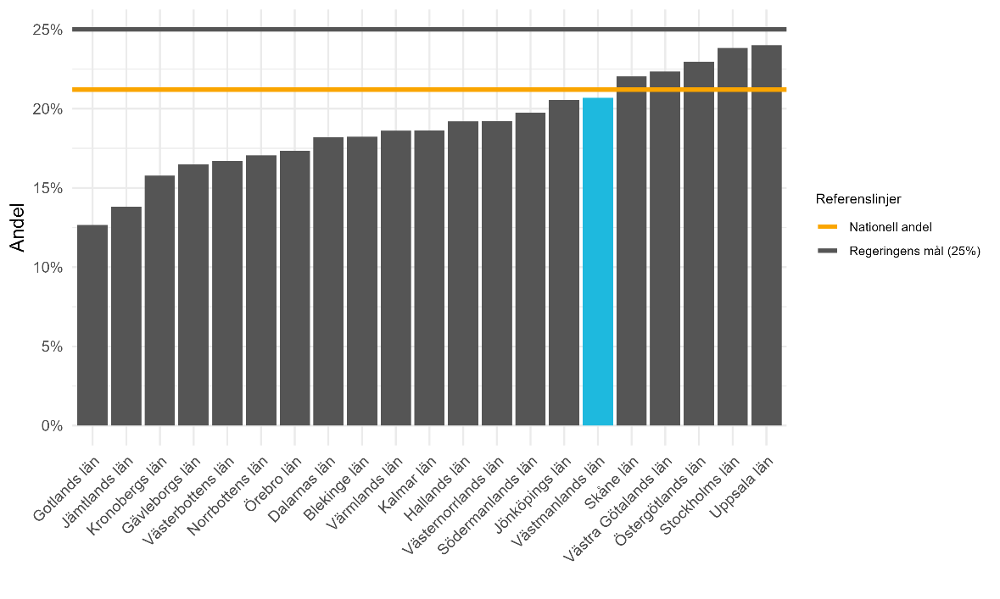 Andel
25%
20%
15%
10%
5%
0%
Gotlands län
Jämtlands län
Kronobergs län
Gävleborgs län
Västerbottens län
Norrbottens län
Örebro län
Dalarnas län
Blekinge län
Värmlands län
Kalmar län
Hallands län
Västernorrlands län
Södermanlands län
Jönköpings län
Västmanlands län
Skåne län
Västra Götalands län
Östergötlands län
Stockholms län
Uppsala län
Referenslinjer
Nationell andel
Regeringens mål (25%)